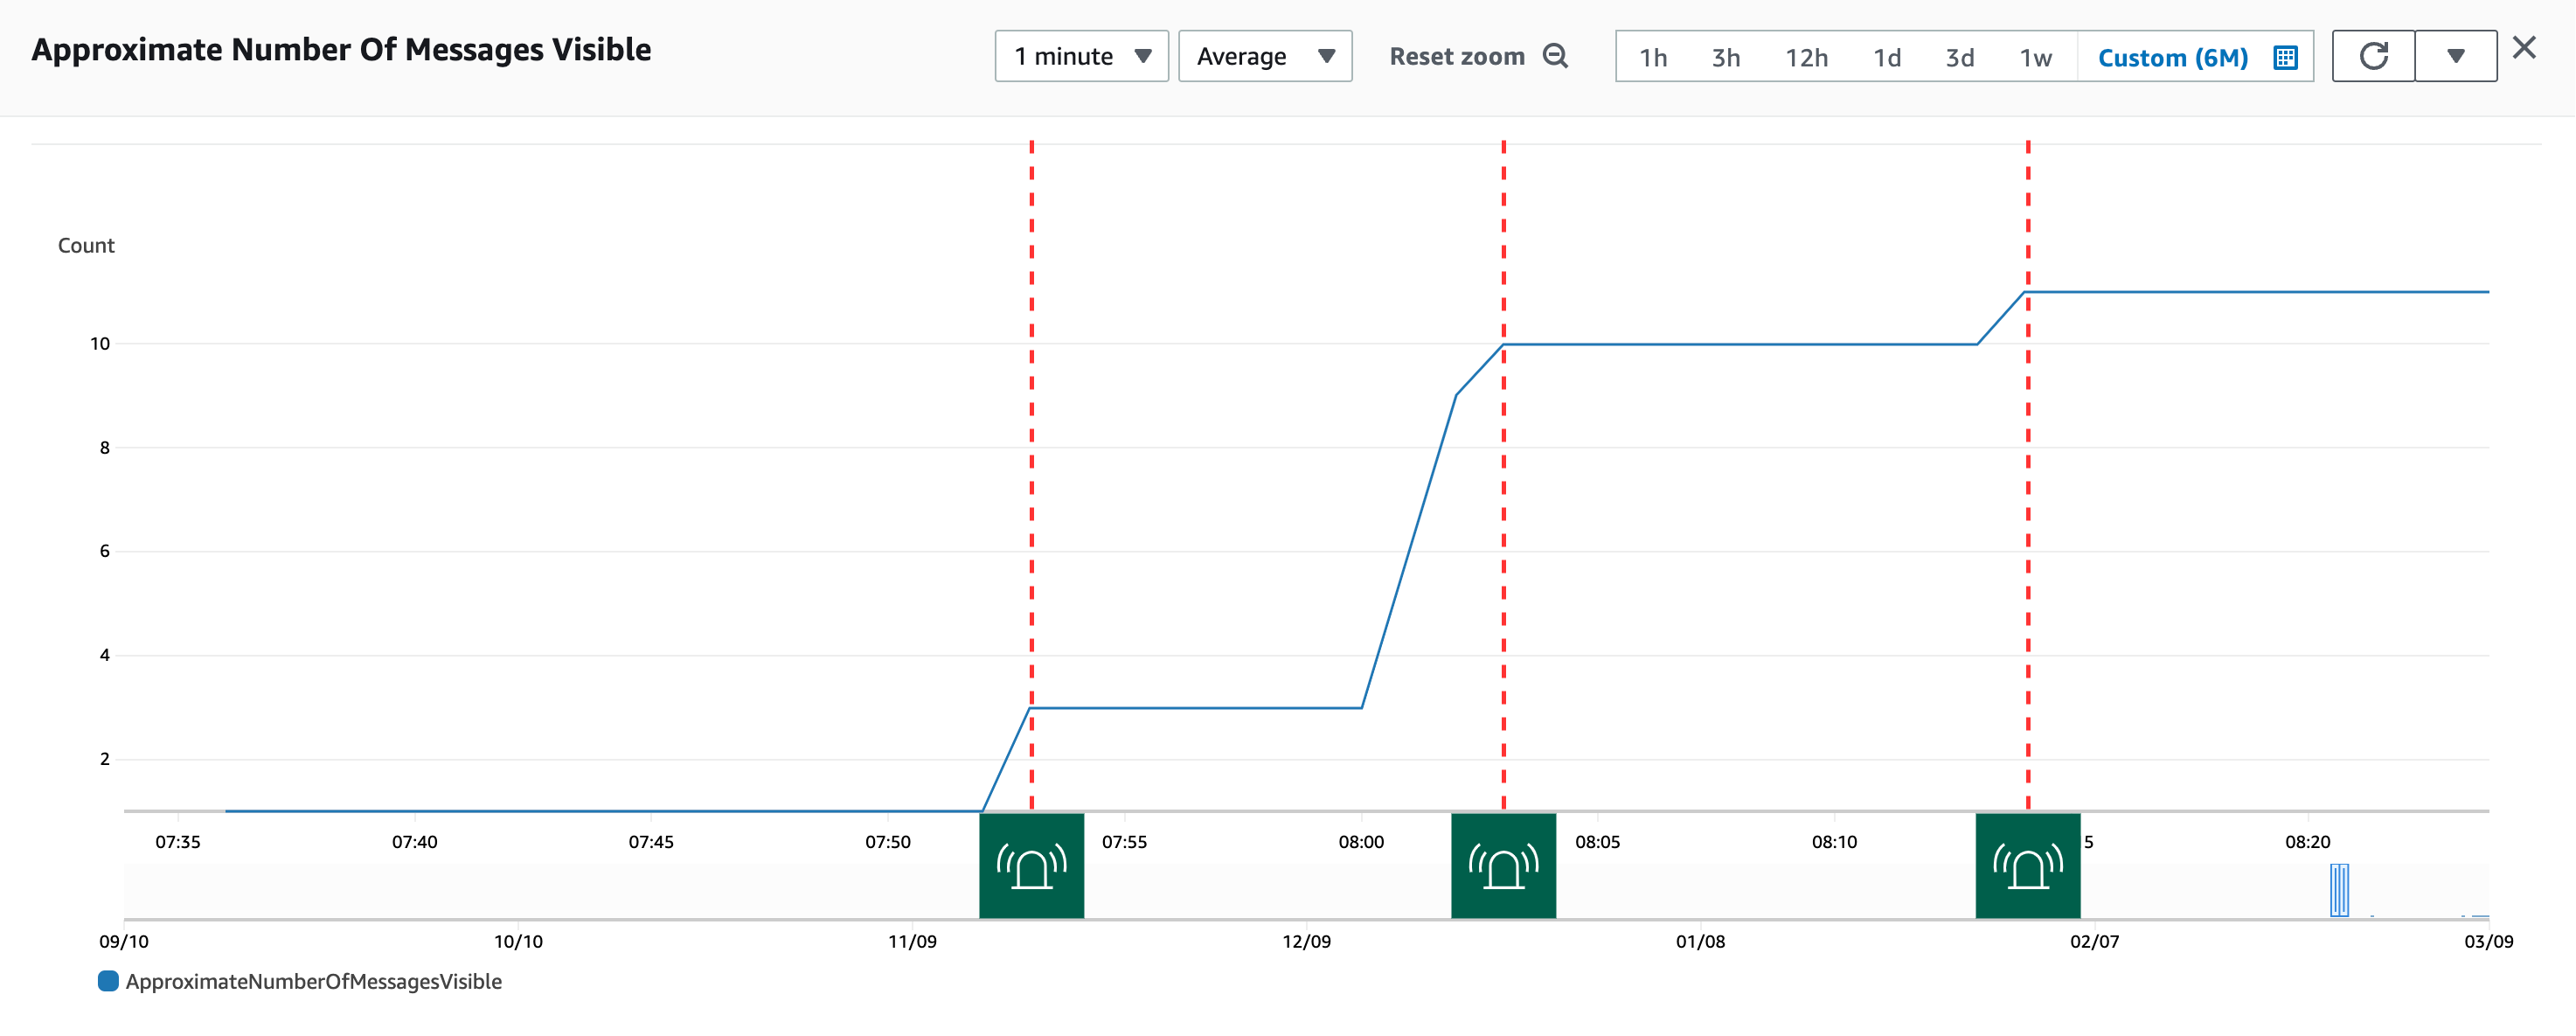 Approximate Number Of Messages Visible
1 minute
Average
Reset zoom
1h 3h 12h 1d 3d 1w Custom (6M)
Count
10
8
6
4
2
07:35 07:40 07:45 07:50 07:55 08:00 08:05 08:10 5 08:20
09/10 10/10 11/09 12/09 01/08 02/07 03/09
ApproximateNumberOfMessagesVisible